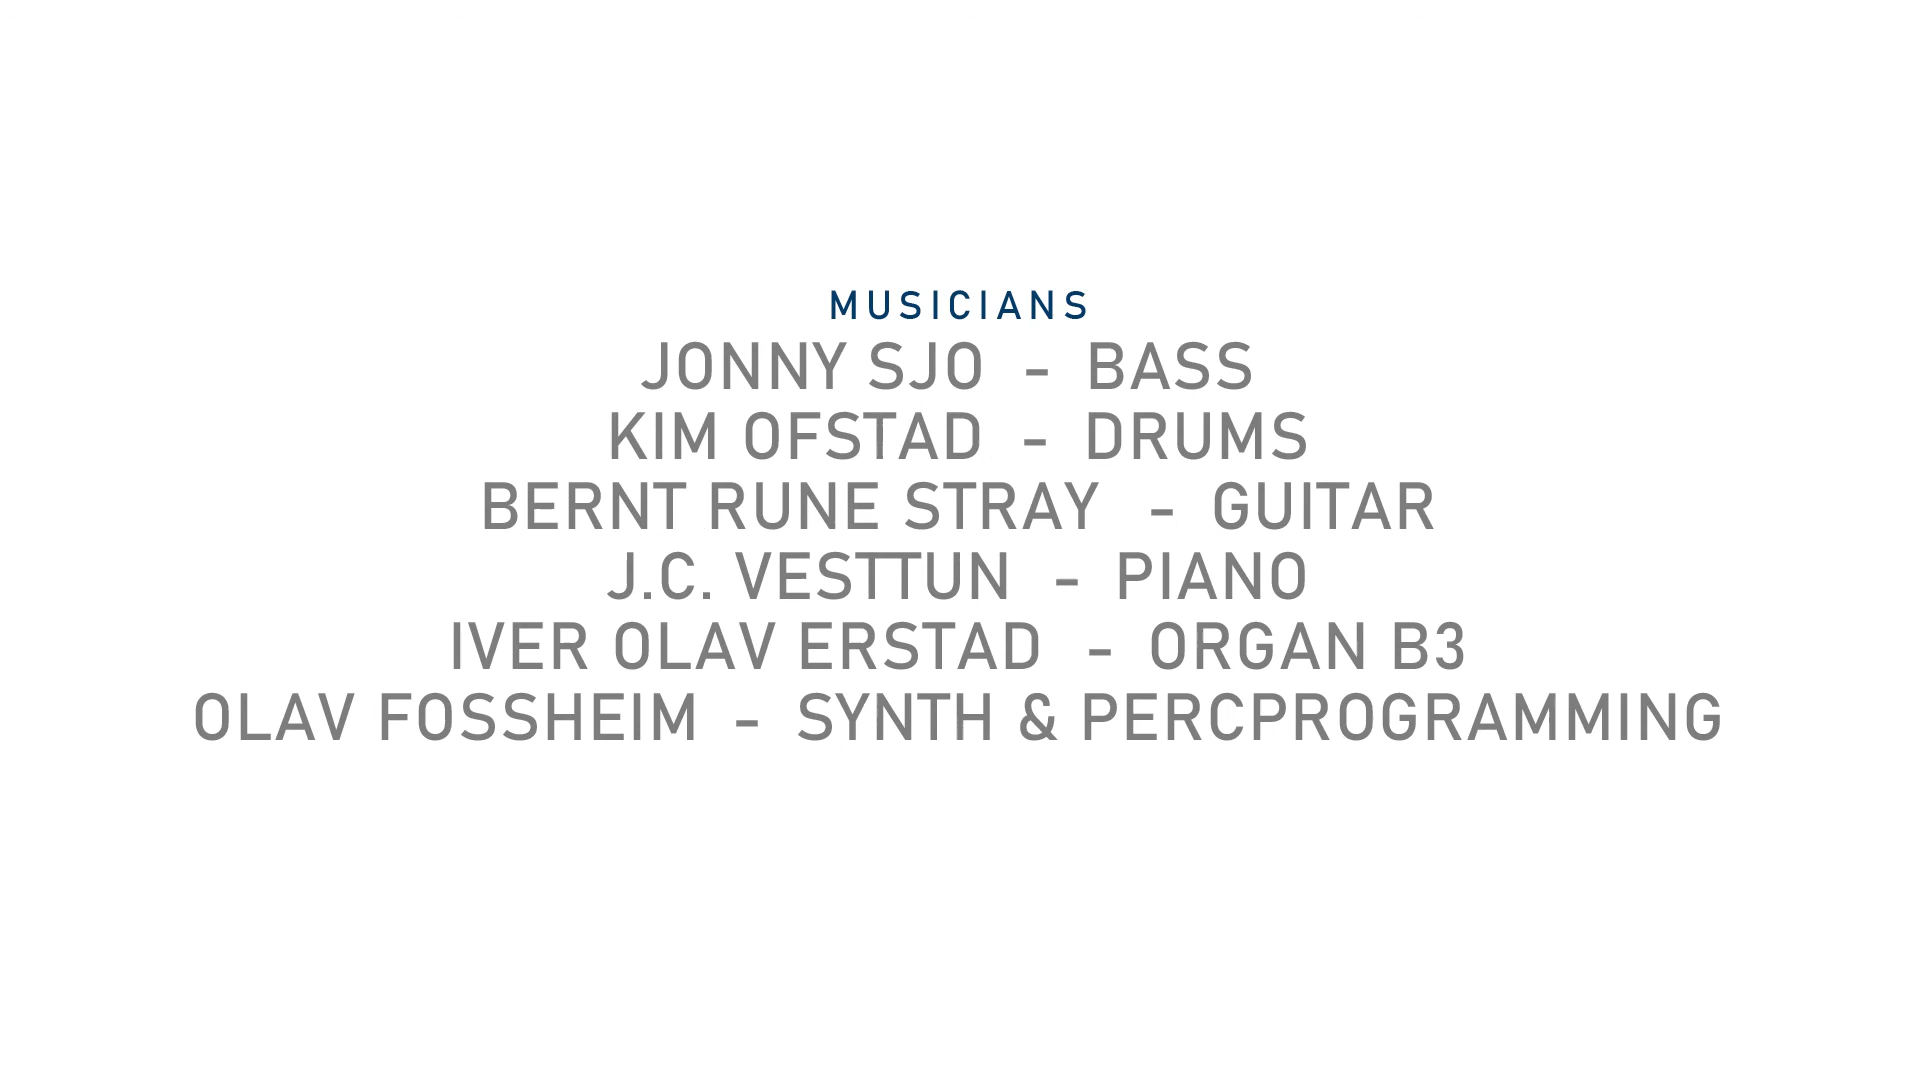 MUSICIANS
JONNY SJO - BASS
KIM OFSTAD - DRUMS
BERNT RUNE STRAY - GUITAR
J.C. VESTTUN - PIANO
IVER OLAV ERSTAD - ORGAN B3
OLAV FOSSHEIM - SYNTH & PERCPROGRAMMING